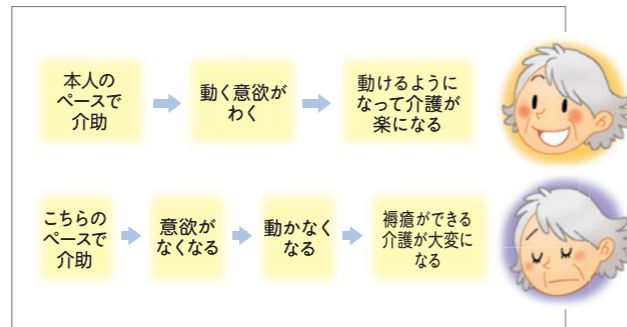 本人の
ペースで
介助
動く意欲が
わく
動けるように
なって介護が
楽になる
こちらの
ペースで
介助
意欲が
なくなる
動かなく
なる
褥瘡ができる
介護が大変に
なる